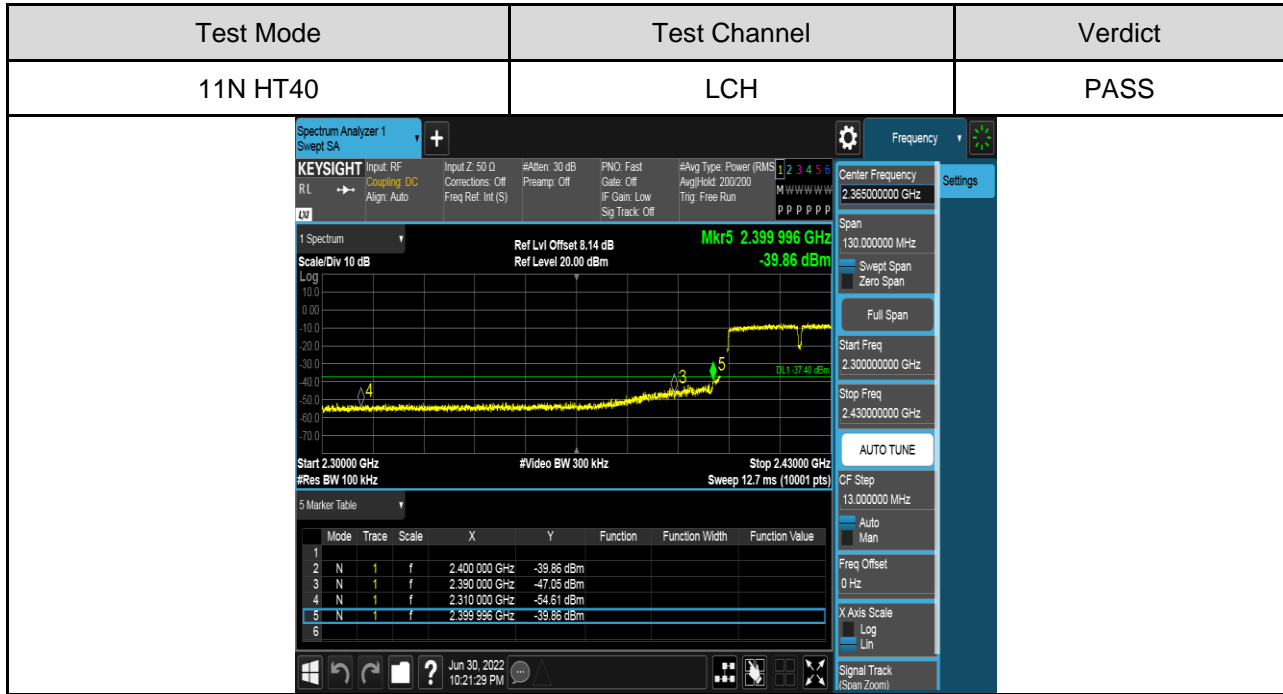 Test Mode Test Channel Verdict
11N HT40 LCH PASS
Spectrum Analyzer 1
Swept SA
+
Frequency
KEYSIGHT
RL
LXI
Input: RF
Coupling: DC
Align: Auto
Input Z: 50 Ω
Corrections: Off
Freq Ref: Int (S)
#Atten: 30 dB
Preamp: Off
PNO: Fast
Gate: Off
IF Gain: Low
Sig Track: Off
#Avg Type: Power (RMS
Avg|Hold: 200/200
Trig: Free Run
1 2 3 4 5 6
M W W W W W
P P P P P P
1 Spectrum
Scale/Div 10 dB
Ref Lvl Offset 8.14 dB
Ref Level 20.00 dBm
Mkr5 2.399 996 GHz
-39.86 dBm
Log
10.0
0.00
-10.0
-20.0
-30.0
-40.0
-50.0
-60.0
-70.0
4
3
5
DL1 -37.40 dBm
Start 2.30000 GHz #Video BW 300 kHz Stop 2.43000 GHz
#Res BW 100 kHz Sweep 12.7 ms (10001 pts)
5 Marker Table
Mode Trace Scale X Y Function Function Width Function Value
1
2 N 1 f 2.400 000 GHz -39.86 dBm
3 N 1 f 2.390 000 GHz -47.05 dBm
4 N 1 f 2.310 000 GHz -54.61 dBm
5 N 1 f 2.399 996 GHz -39.86 dBm
6
?
Jun 30, 2022
10:21:29 PM
Center Frequency
2.365000000 GHz
Settings
Span
130.000000 MHz
Swept Span
Zero Span
Full Span
Start Freq
2.300000000 GHz
Stop Freq
2.430000000 GHz
AUTO TUNE
CF Step
13.000000 MHz
Auto
Man
Freq Offset
0 Hz
X Axis Scale
Log
Lin
Signal Track
(Span Zoom)